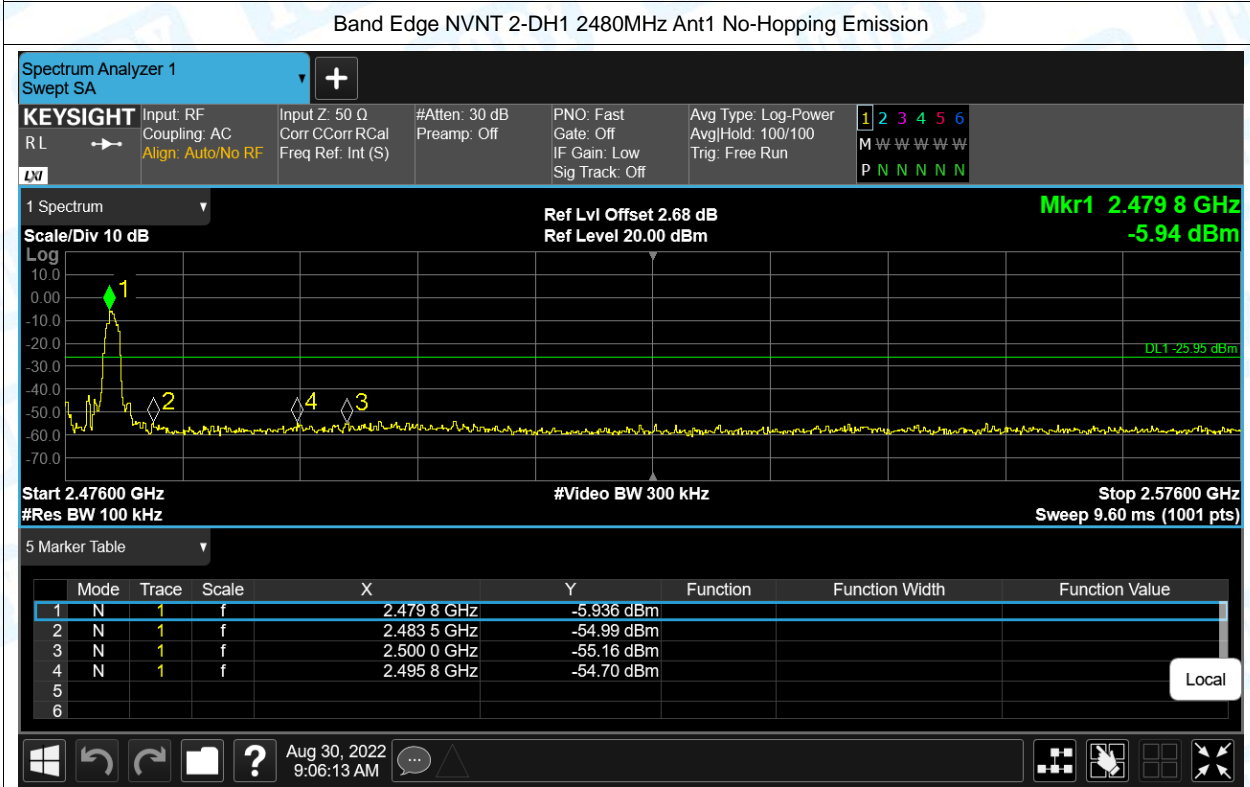 Band Edge NVNT 2-DH1 2480MHz Ant1 No-Hopping Emission
Spectrum Analyzer 1
Swept SA
KEYSIGHT
RL
LXI
Input: RF
Coupling: AC
Align: Auto/No RF
Input Z: 50 Ω
Corr CCorr RCal
Freq Ref: Int (S)
#Atten: 30 dB
Preamp: Off
PNO: Fast
Gate: Off
IF Gain: Low
Sig Track: Off
Avg Type: Log-Power
Avg|Hold: 100/100
Trig: Free Run
1 2 3 4 5 6
M W W W W W
P N N N N N
1 Spectrum
Scale/Div 10 dB
Ref Lvl Offset 2.68 dB
Ref Level 20.00 dBm
Mkr1 2.479 8 GHz
-5.94 dBm
Log
10.0
0.00
-10.0
-20.0
-30.0
-40.0
-50.0
-60.0
-70.0
1
2
4
3
DL1 -25.95 dBm
Start 2.47600 GHz
#Video BW 300 kHz
Stop 2.57600 GHz
#Res BW 100 kHz
Sweep 9.60 ms (1001 pts)
5 Marker Table
Mode Trace Scale X Y Function Function Width Function Value
1 N 1 f 2.479 8 GHz -5.936 dBm
2 N 1 f 2.483 5 GHz -54.99 dBm
3 N 1 f 2.500 0 GHz -55.16 dBm
4 N 1 f 2.495 8 GHz -54.70 dBm
5
6
Local
?
Aug 30, 2022
9:06:13 AM